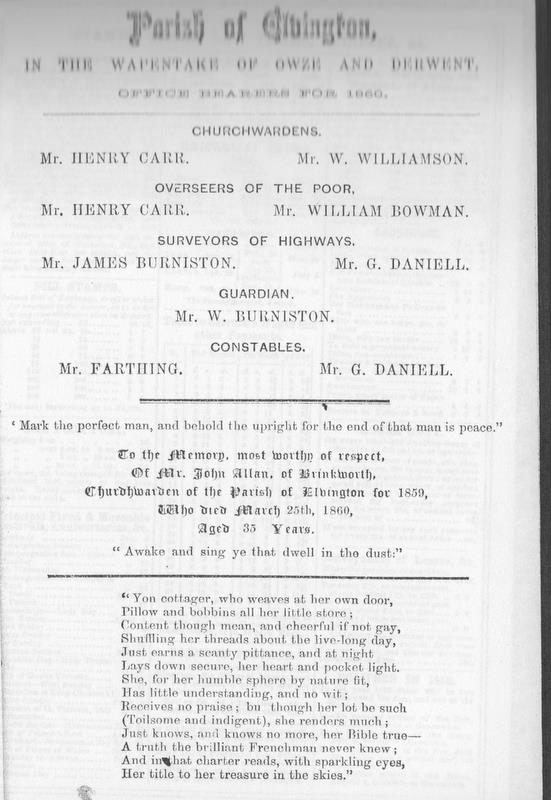 Parish of Elvington,
IN THE WAPENTAKE OF OWZE AND DERWENT,
OFFICE BEARERS FOR 1860.
CHURCHWARDENS.
Mr. HENRY CARR. Mr. W. WILLIAMSON.
OVERSEERS OF THE POOR,
Mr. HENRY CARR. Mr. WILLIAM BOWMAN.
SURVEYORS OF HIGHWAYS.
Mr. JAMES BURNISTON. Mr. G. DANIELL.
GUARDIAN.
Mr. W. BURNISTON.
CONSTABLES.
Mr. FARTHING. Mr. G. DANIELL.
‘ Mark the perfect man, and behold the upright for the end of that man is peace.”
To the Memory, most worthy of respect,
Of Mr. John Allan, of Brinkworth,
Churchwarden of the Parish of Elvington for 1859,
Who died March 25th, 1860,
Aged 35 Years.
“ Awake and sing ye that dwell in the dust:”
“ Yon cottager, who weaves at her own door,
Pillow and bobbins all her little store ;
Content though mean, and cheerful if not gay,
Shuffling her threads about the live-long day,
Just earns a scanty pittance, and at night
Lays down secure, her heart and pocket light.
She, for her humble sphere by nature fit,
Has little understanding, and no wit ;
Receives no praise ; bu though her lot be such
(Toilsome and indigent), she renders much ;
Just knows, and knows no more, her Bible true—
A truth the brilliant Frenchman never knew ;
And in that charter reads, with sparkling eyes,
Her title to her treasure in the skies.”